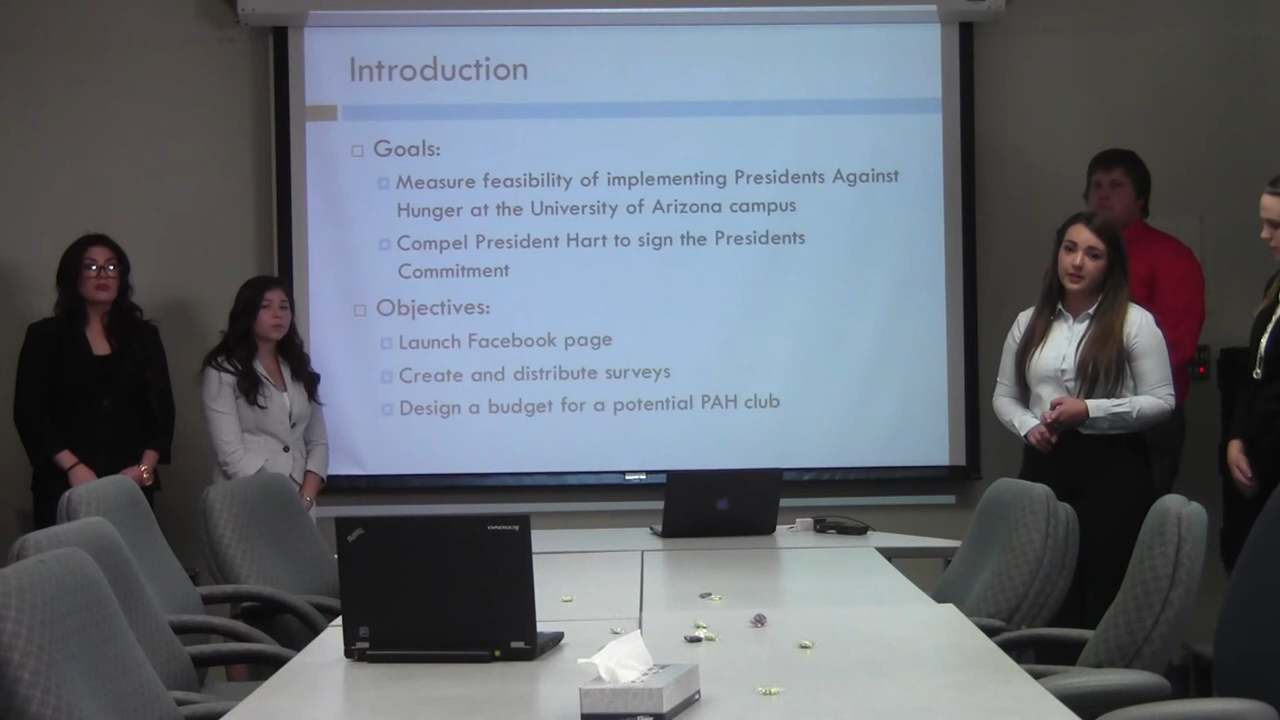 Introduction
Goals:
Measure feasibility of implementing Presidents Against
Hunger at the University of Arizona campus
Compel President Hart to sign the Presidents
Commitment
Objectives:
Launch Facebook page
Create and distribute surveys
Design a budget for a potential PAH club
lenovo